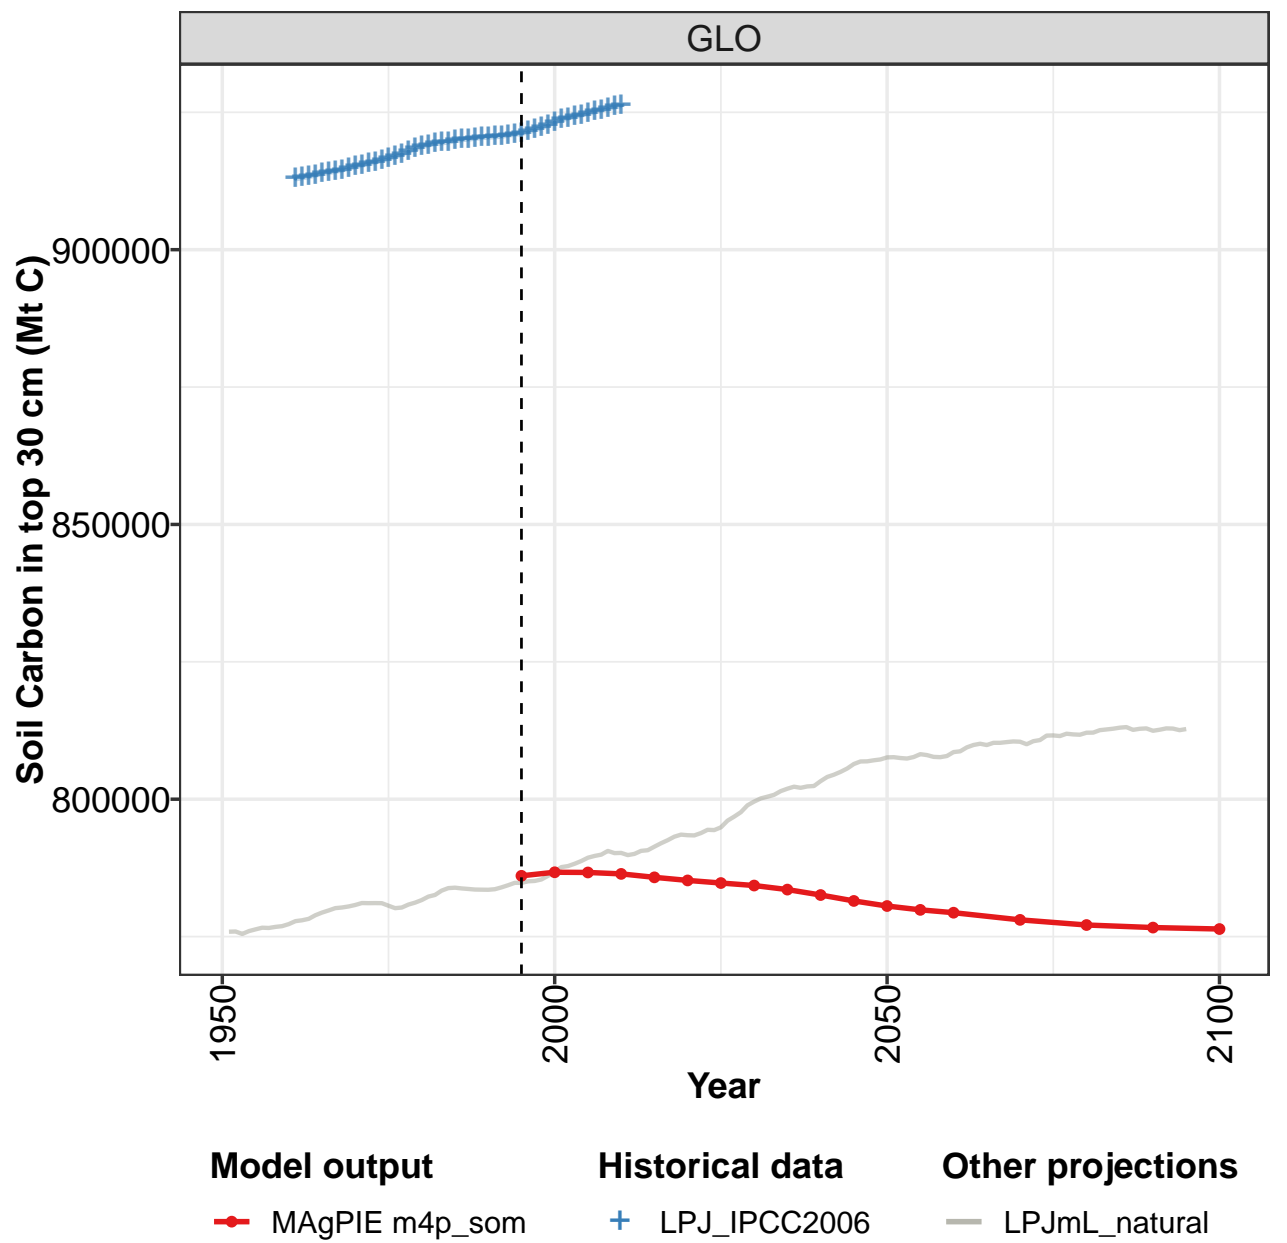 GLO
Soil Carbon in top 30 cm (Mt C)
900000
850000
800000
1950
2000
2050
2100
Year
Model output
Historical data
Other projections
MAgPIE m4p_som
LPJ_IPCC2006
LPJmL_natural